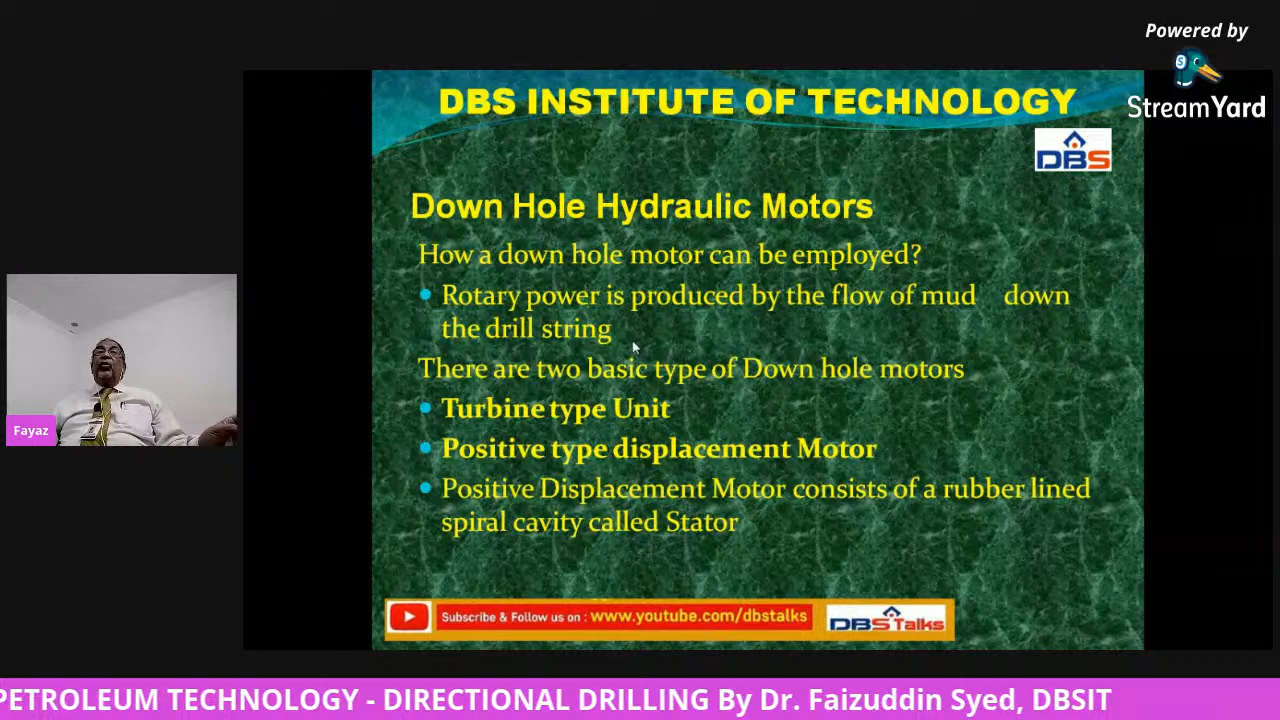 Powered by
StreamYard
DBS INSTITUTE OF TECHNOLOGY
DBS
Down Hole Hydraulic Motors
How a down hole motor can be employed?
Rotary power is produced by the flow of mud down
the drill string
There are two basic type of Down hole motors
Turbine type Unit
Positive type displacement Motor
Positive Displacement Motor consists of a rubber lined
spiral cavity called Stator
Fayaz
Subscribe & Follow us on : www.youtube.com/dbstalks
DBS Talks
PETROLEUM TECHNOLOGY - DIRECTIONAL DRILLING By Dr. Faizuddin Syed, DBSIT